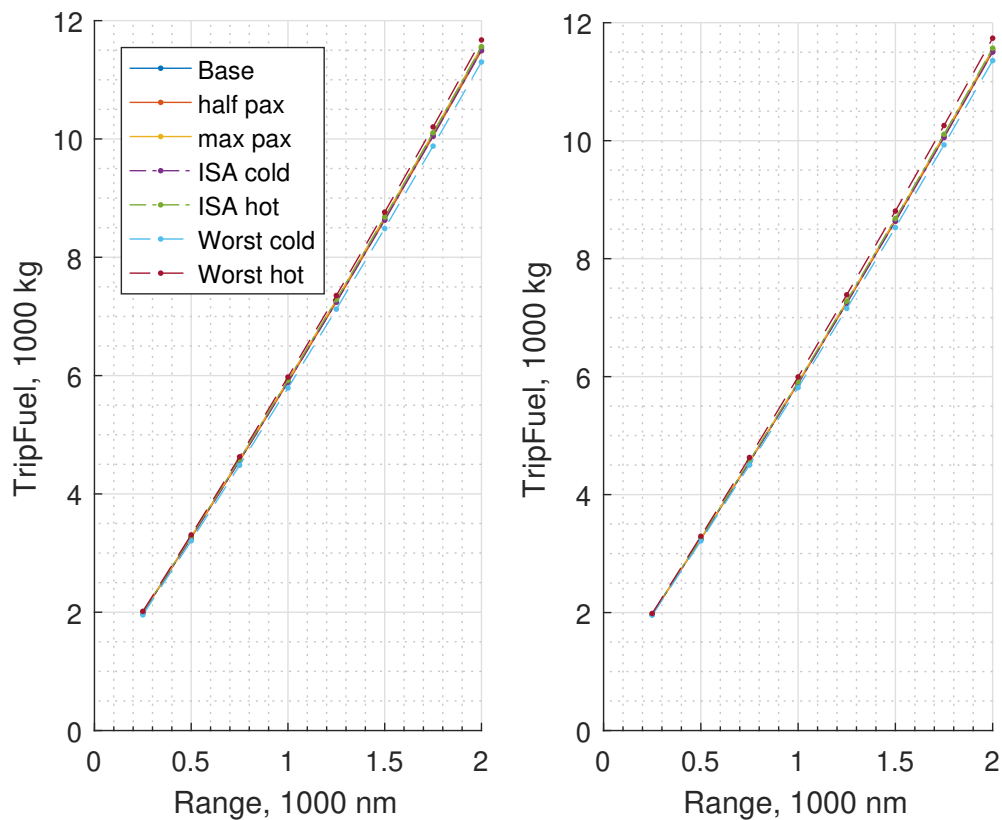 12
10
8
6
4
2
0
TripFuel, 1000 kg
Base
half pax
max pax
ISA cold
ISA hot
Worst cold
Worst hot
0
0.5
1
1.5
2
Range, 1000 nm
12
10
8
6
4
2
0
TripFuel, 1000 kg
0
0.5
1
1.5
2
Range, 1000 nm